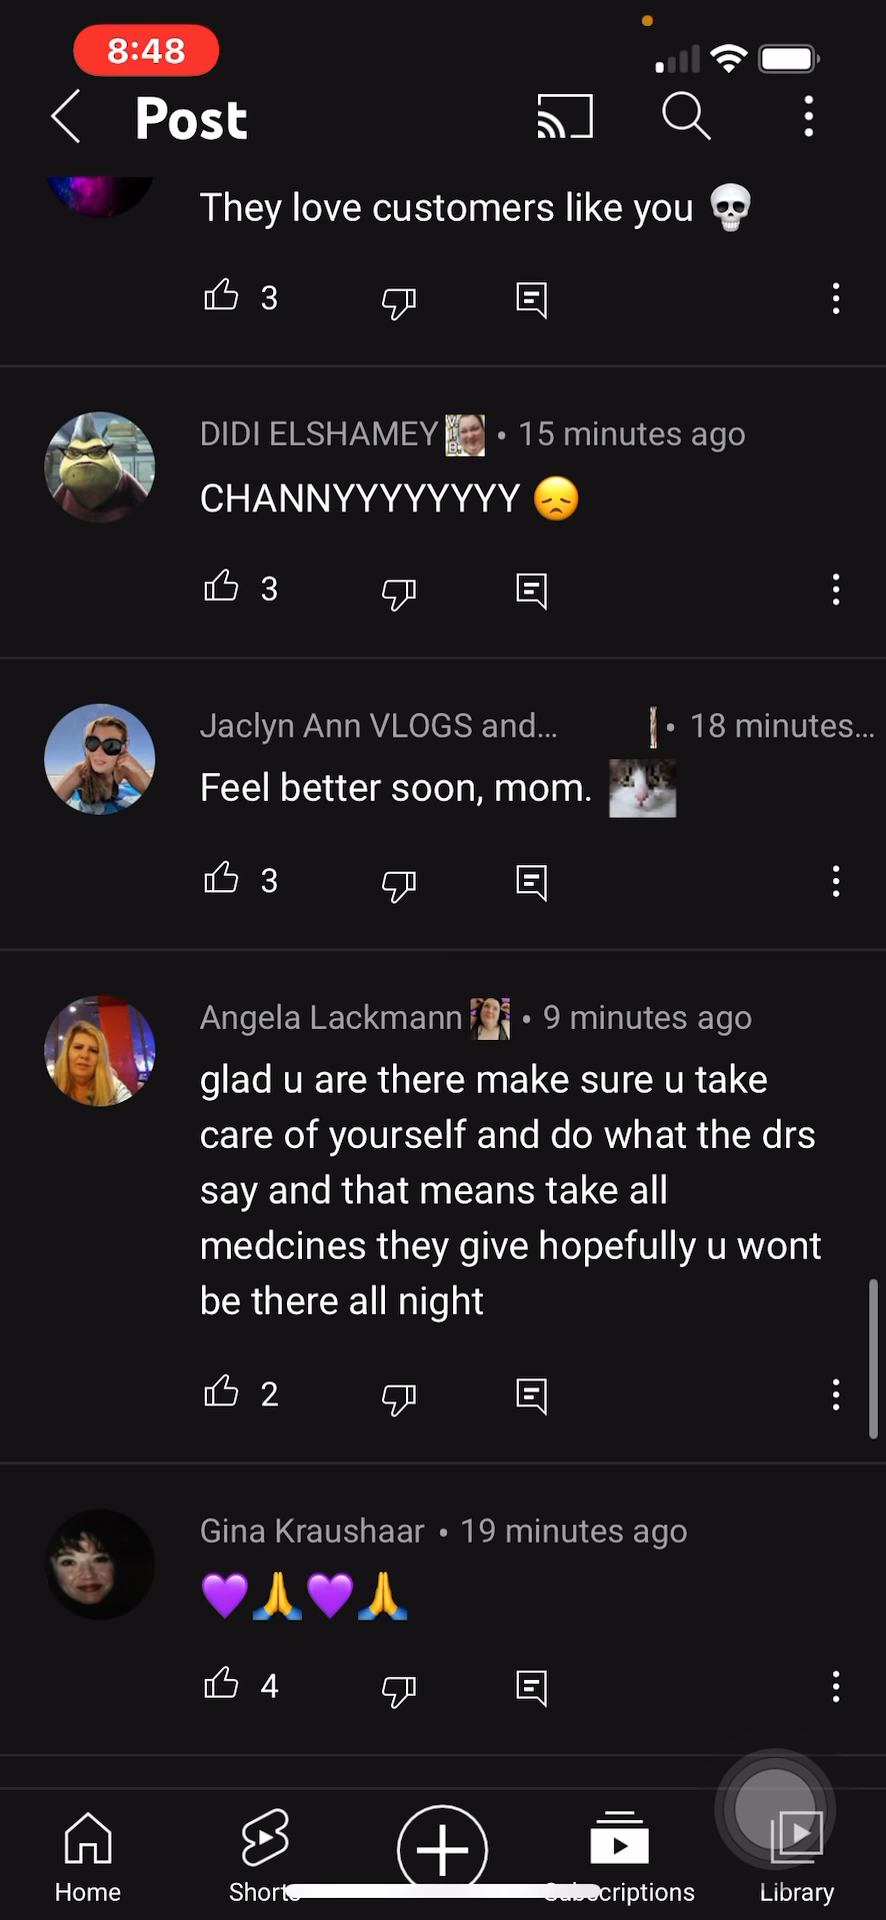 8:48
Post
They love customers like you 💀
3
DIDI ELSHAMEY • 15 minutes ago
CHANNYYYYYYYY 😞
3
Jaclyn Ann VLOGS and... • 18 minutes...
Feel better soon, mom.
3
Angela Lackmann • 9 minutes ago
glad u are there make sure u take
care of yourself and do what the drs
say and that means take all
medcines they give hopefully u wont
be there all night
2
Gina Kraushaar • 19 minutes ago
💜🙏💜🙏
4
Home Shorts Subscriptions Library